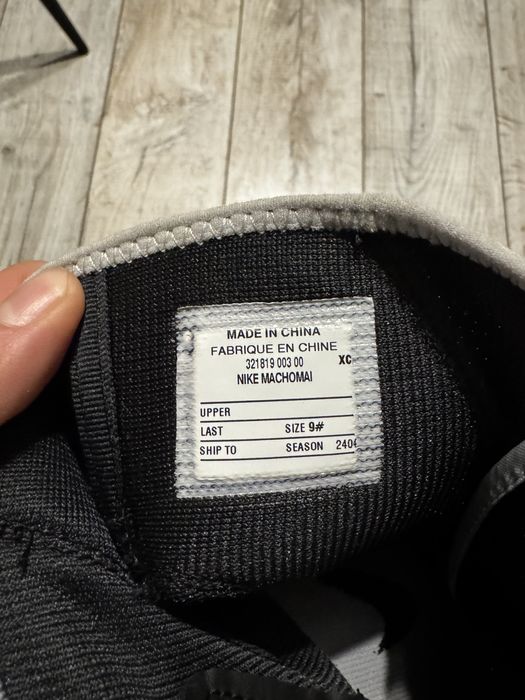 MADE IN CHINA
FABRIQUE EN CHINE
321819 003 00 XC
NIKE MACHOMAI
UPPER
LAST SIZE 9#
SHIP TO SEASON 2404